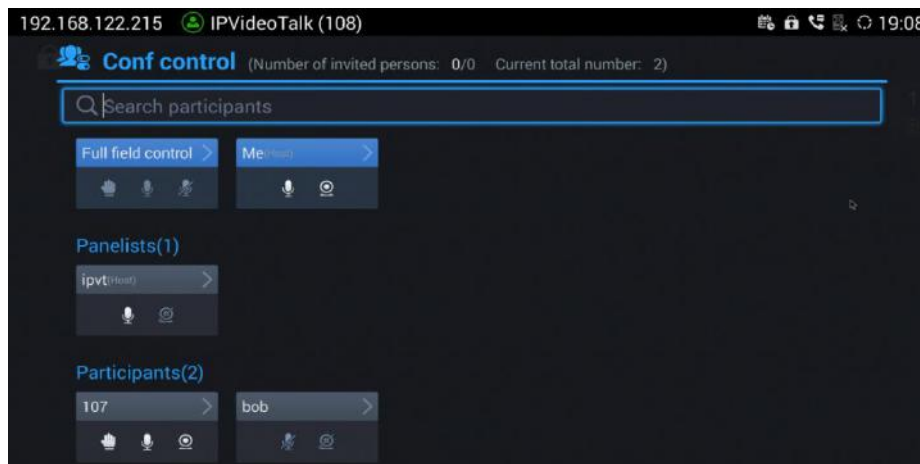 192.168.122.215 IPVideoTalk (108) 19:08
Conf control (Number of invited persons: 0/0 Current total number: 2)
Search participants
Full field control Me(Host)
Panelists(1)
ipvt(Host)
Participants(2)
107 bob